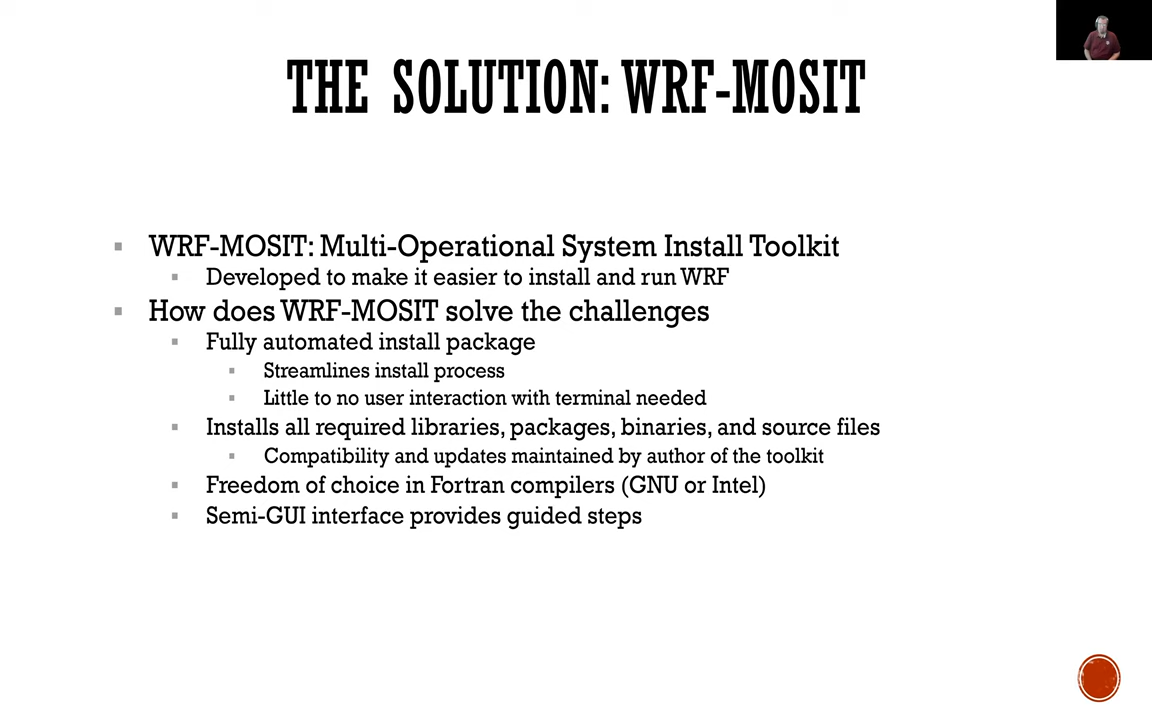 THE SOLUTION: WRF-MOSIT
WRF-MOSIT: Multi-Operational System Install Toolkit
Developed to make it easier to install and run WRF
How does WRF-MOSIT solve the challenges
Fully automated install package
Streamlines install process
Little to no user interaction with terminal needed
Installs all required libraries, packages, binaries, and source files
Compatibility and updates maintained by author of the toolkit
Freedom of choice in Fortran compilers (GNU or Intel)
Semi-GUI interface provides guided steps